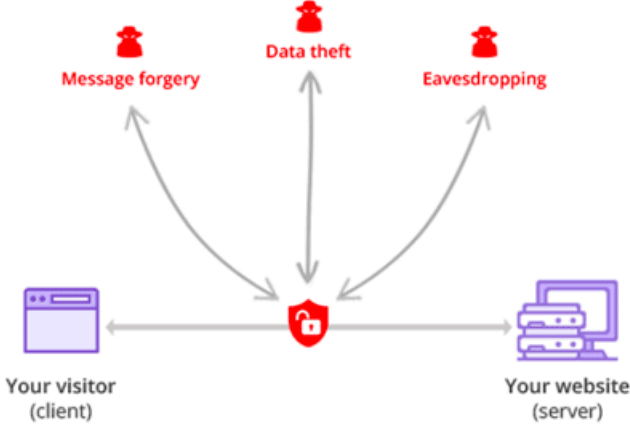 Data theft
Message forgery
Eavesdropping
Your visitor
(client)
Your website
(server)